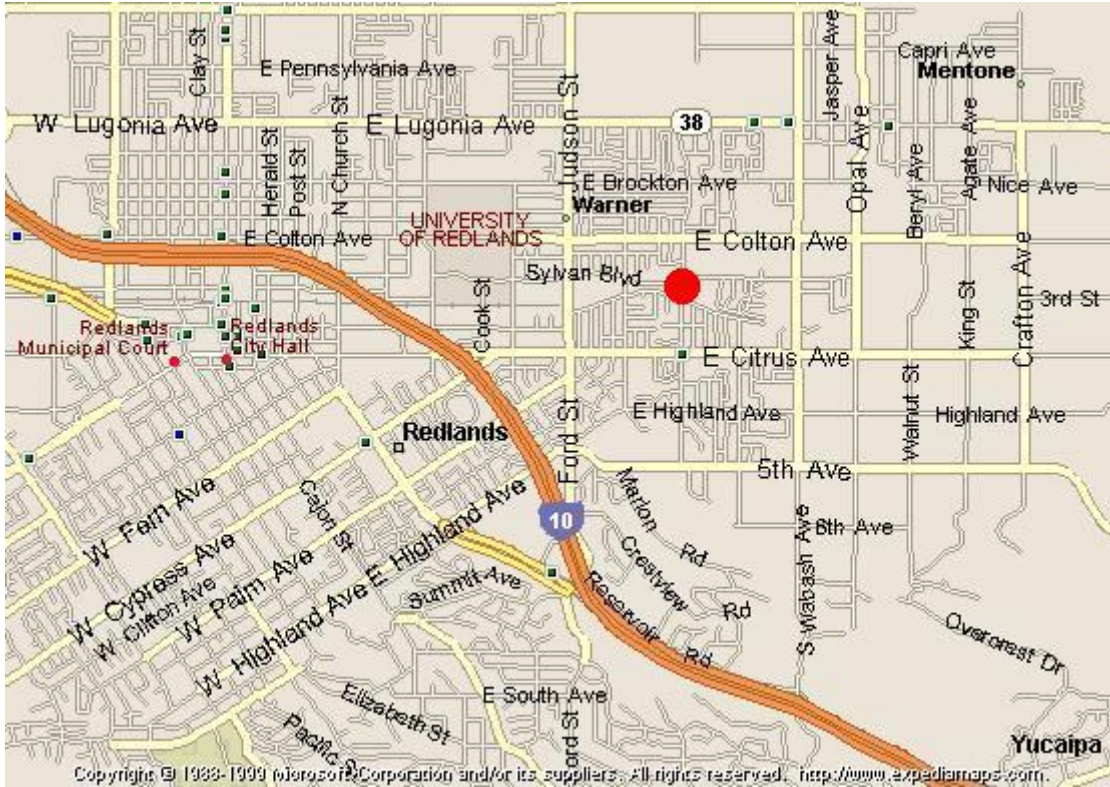 Clay St
Capri Ave
Mentone
E Pennsylvania Ave
Jasper Ave
Judson St
W Lugonia Ave
E Lugonia Ave
38
Herald St
Post St
N Church St
Opal Ave
Beryl Ave
Agate Ave
E Brockton Ave
Nice Ave
Warner
UNIVERSITY
OF REDLANDS
E Colton Ave
E Colton Ave
Sylvan Blvd
Cook St
King St
3rd St
Crafton Ave
Redlands
Municipal Court
Redlands
City Hall
E Citrus Ave
Walnut St
E Highland Ave
Highland Ave
Ford St
Redlands
5th Ave
Marion
Rd
W Fern Ave
Cajon St
10
6th Ave
S Wabash Ave
W Cypress Ave
W Clifton Ave
W Palm Ave
E Highland Ave
W Highland Ave
Summit Ave
Crestview
Rd
Reservoir
Rd
Overcrest Dr
E South Ave
Elizabeth St
Pacific St
Ford St
Yucaipa
Copyright © 1988-1999 Microsoft Corporation and/or its suppliers. All rights reserved. http://www.expediamaps.com.